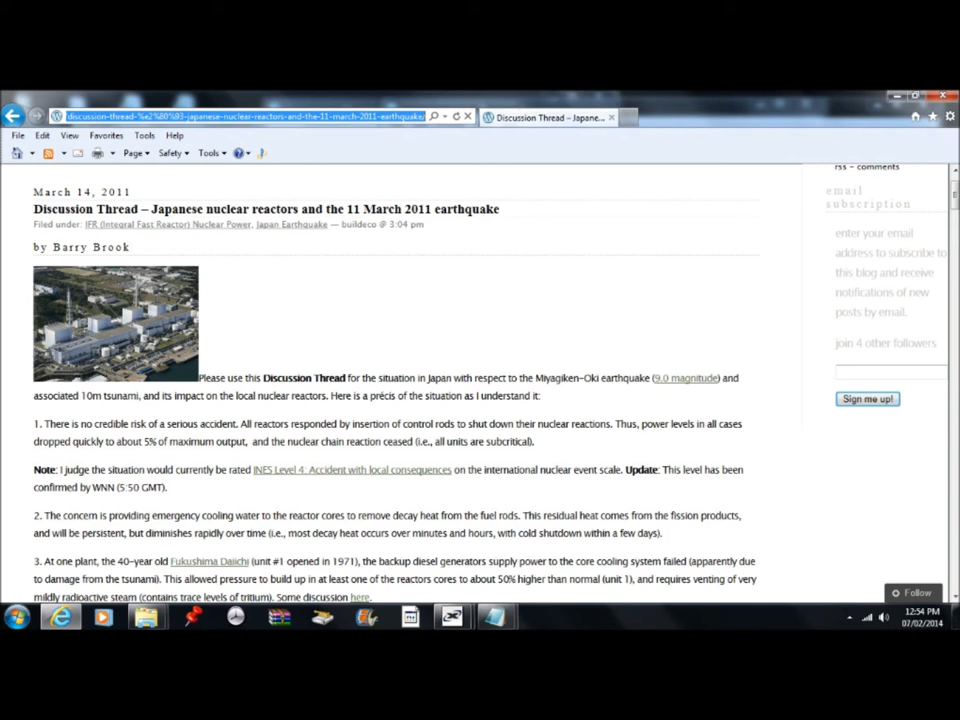 discussion-thread-%e2%80%93-japanese-nuclear-reactors-and-the-11-march-2011-earthquake/
Discussion Thread – Japane...
File Edit View Favorites Tools Help
Page Safety Tools
March 14, 2011
Discussion Thread – Japanese nuclear reactors and the 11 March 2011 earthquake
Filed under: IFR (Integral Fast Reactor) Nuclear Power, Japan Earthquake — buildeco @ 3:04 pm
by Barry Brook
Please use this Discussion Thread for the situation in Japan with respect to the Miyagiken-Oki earthquake (9.0 magnitude) and
associated 10m tsunami, and its impact on the local nuclear reactors. Here is a précis of the situation as I understand it:
1. There is no credible risk of a serious accident. All reactors responded by insertion of control rods to shut down their nuclear reactions. Thus, power levels in all cases
dropped quickly to about 5% of maximum output, and the nuclear chain reaction ceased (i.e., all units are subcritical).
Note: I judge the situation would currently be rated INES Level 4: Accident with local consequences on the international nuclear event scale. Update: This level has been
confirmed by WNN (5:50 GMT).
2. The concern is providing emergency cooling water to the reactor cores to remove decay heat from the fuel rods. This residual heat comes from the fission products,
and will be persistent, but diminishes rapidly over time (i.e., most decay heat occurs over minutes and hours, with cold shutdown within a few days).
3. At one plant, the 40-year old Fukushima Daiichi (unit #1 opened in 1971), the backup diesel generators supply power to the core cooling system failed (apparently due
to damage from the tsunami). This allowed pressure to build up in at least one of the reactors cores to about 50% higher than normal (unit 1), and requires venting of very
mildly radioactive steam (contains trace levels of tritium). Some discussion here.
rss - comments
email
subscription
enter your email
address to subscribe to
this blog and receive
notifications of new
posts by email.
join 4 other followers
Sign me up!
Follow
12:54 PM
07/02/2014